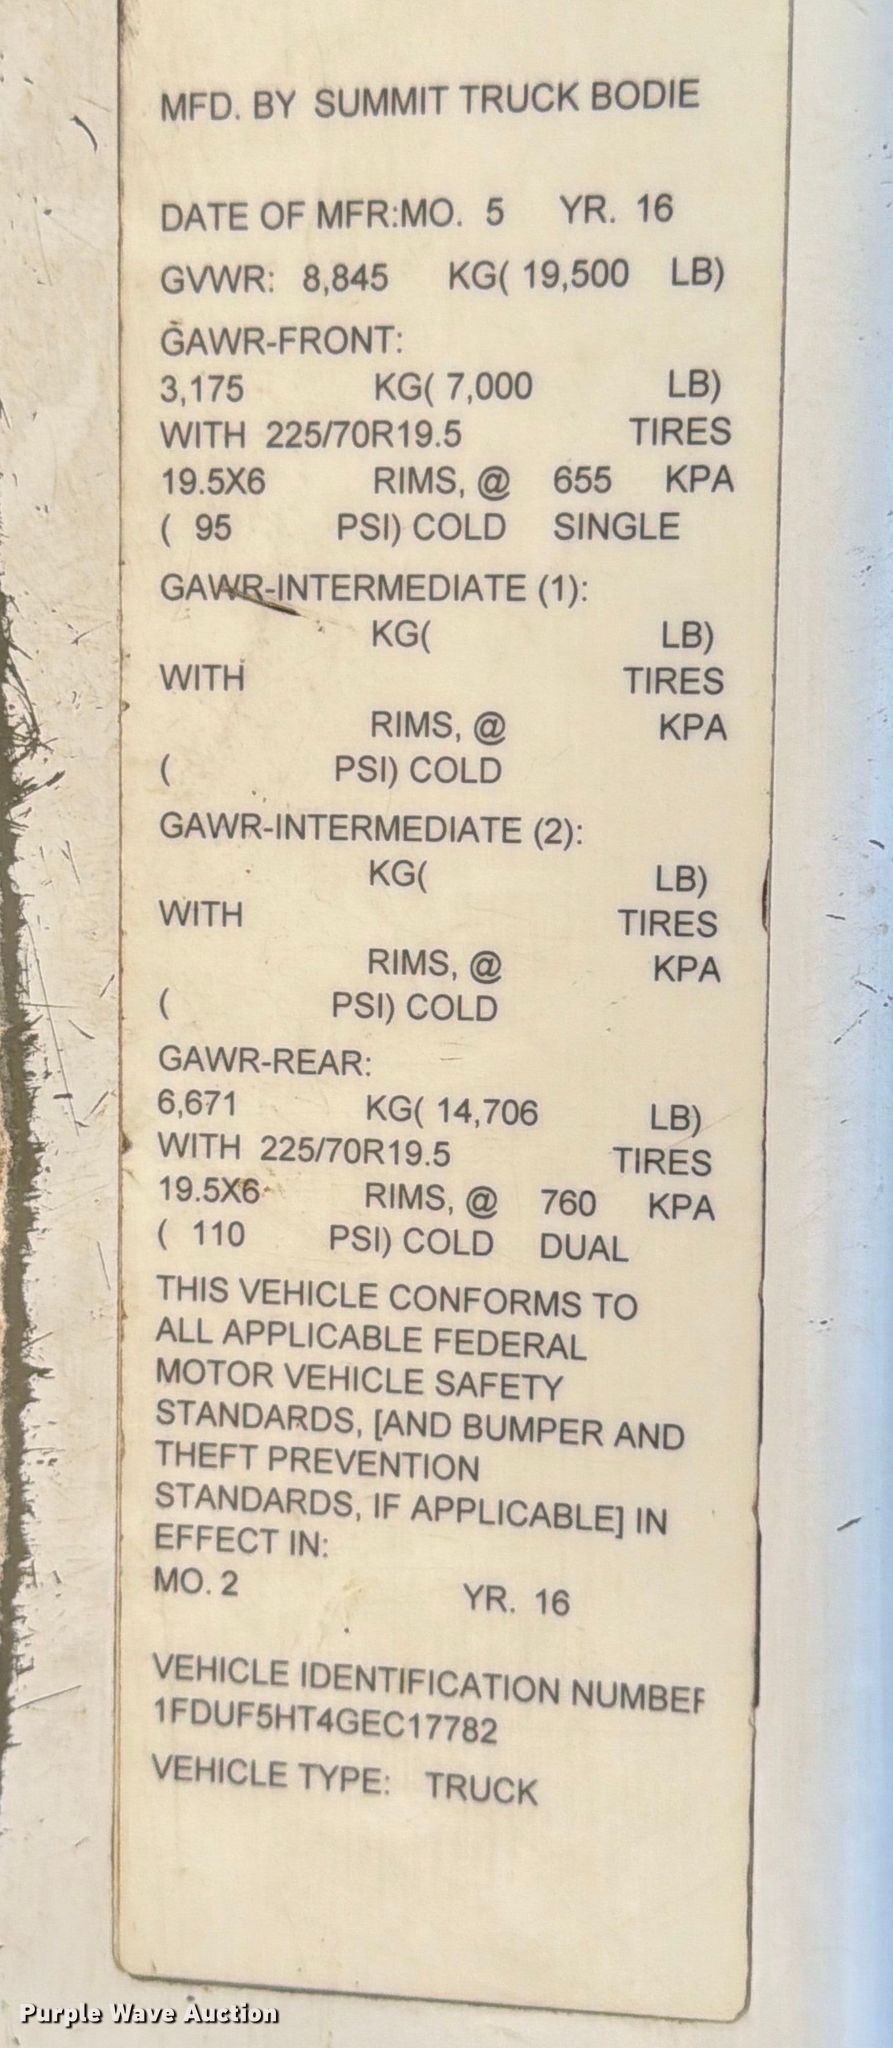 MFD. BY SUMMIT TRUCK BODIE
DATE OF MFR:MO. 5 YR. 16
GVWR: 8,845 KG( 19,500 LB)
GAWR-FRONT:
3,175 KG( 7,000 LB)
WITH 225/70R19.5 TIRES
19.5X6 RIMS, @ 655 KPA
( 95 PSI) COLD SINGLE
GAWR-INTERMEDIATE (1):
KG( LB)
WITH TIRES
RIMS, @ KPA
( PSI) COLD
GAWR-INTERMEDIATE (2):
KG( LB)
WITH TIRES
RIMS, @ KPA
( PSI) COLD
GAWR-REAR:
6,671 KG( 14,706 LB)
WITH 225/70R19.5 TIRES
19.5X6 RIMS, @ 760 KPA
( 110 PSI) COLD DUAL
THIS VEHICLE CONFORMS TO
ALL APPLICABLE FEDERAL
MOTOR VEHICLE SAFETY
STANDARDS, [AND BUMPER AND
THEFT PREVENTION
STANDARDS, IF APPLICABLE] IN
EFFECT IN:
MO. 2 YR. 16
VEHICLE IDENTIFICATION NUMBER
1FDUF5HT4GEC17782
VEHICLE TYPE: TRUCK
Purple Wave Auction